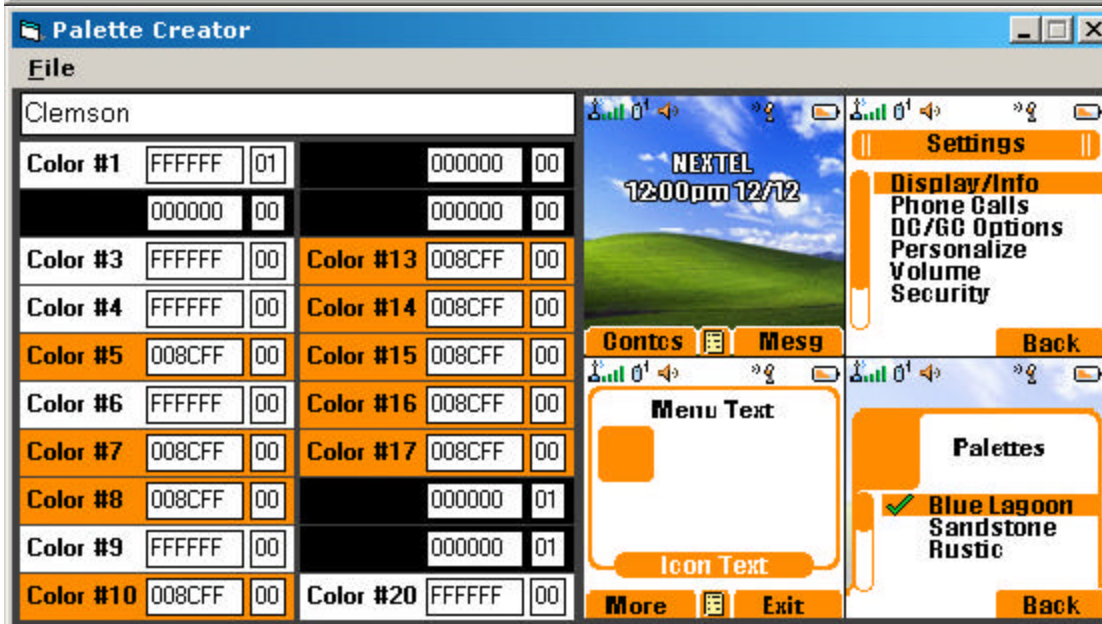 Palette Creator
File
Clemson
Color #1 FFFFFF 01
000000 00
Color #3 FFFFFF 00
Color #4 FFFFFF 00
Color #5 008CFF 00
Color #6 FFFFFF 00
Color #7 008CFF 00
Color #8 008CFF 00
Color #9 FFFFFF 00
Color #10 008CFF 00
000000 00
000000 00
Color #13 008CFF 00
Color #14 008CFF 00
Color #15 008CFF 00
Color #16 008CFF 00
Color #17 008CFF 00
000000 01
000000 01
Color #20 FFFFFF 00
NEXTEL
12:00pm 12/12
Contcs Mesg
Settings
Display/Info
Phone Calls
DC/GC Options
Personalize
Volume
Security
Back
Menu Text
Icon Text
More Exit
Palettes
Blue Lagoon
Sandstone
Rustic
Back